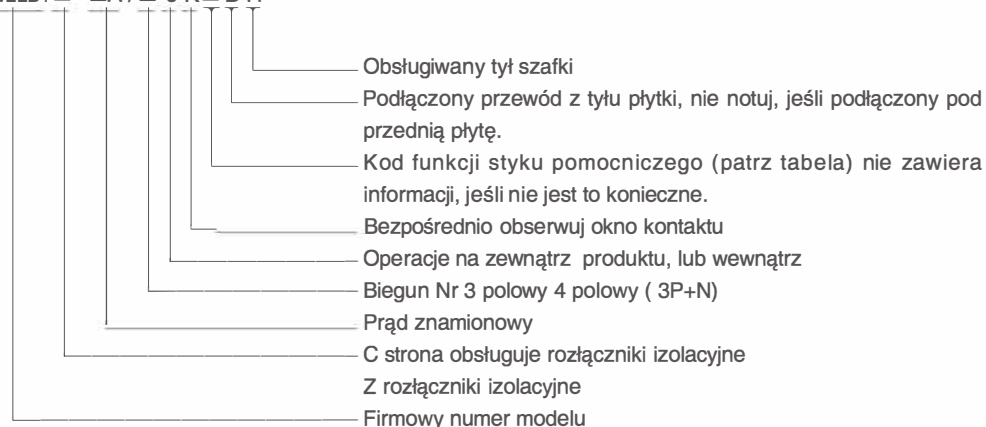 Obsługiwany tył szafki
Podłączony przewód z tyłu płytki, nie notuj, jeśli podłączony pod
przednią płytę.
Kod funkcji styku pomocniczego (patrz tabela) nie zawiera
informacji, jeśli nie jest to konieczne.
Bezpośrednio obserwuj okno kontaktu
Operacje na zewnątrz produktu, lub wewnątrz
Biegun Nr 3 polowy 4 polowy ( 3P+N)
Prąd znamionowy
C strona obsługuje rozłączniki izolacyjne
Z rozłączniki izolacyjne
Firmowy numer modelu